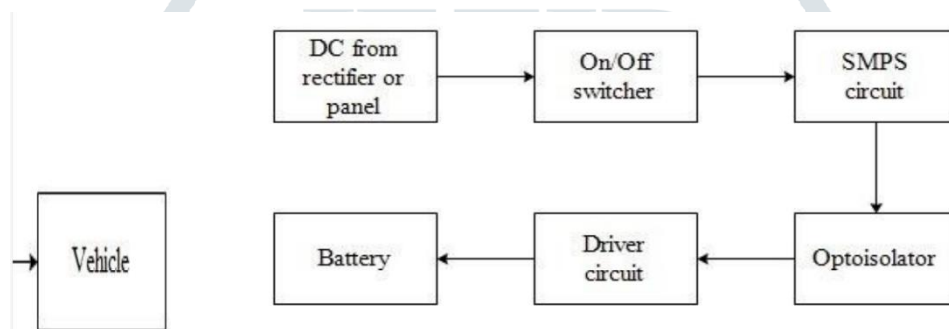 DC from
rectifier or
panel
On/Off
switcher
SMPS
circuit
Vehicle
Battery
Driver
circuit
Optoisolator